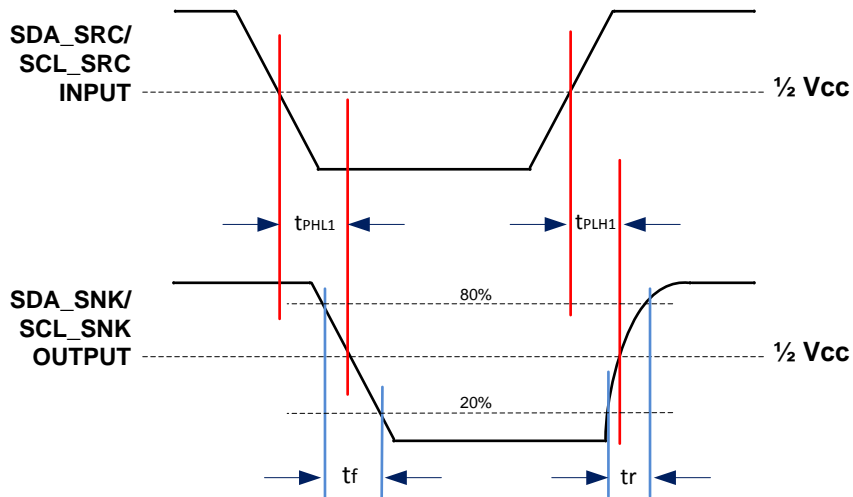 SDA_SRC/
SCL_SRC
INPUT
½ Vcc
tPHL1
tPLH1
SDA_SNK/
SCL_SNK
OUTPUT
80%
½ Vcc
20%
tf
tr